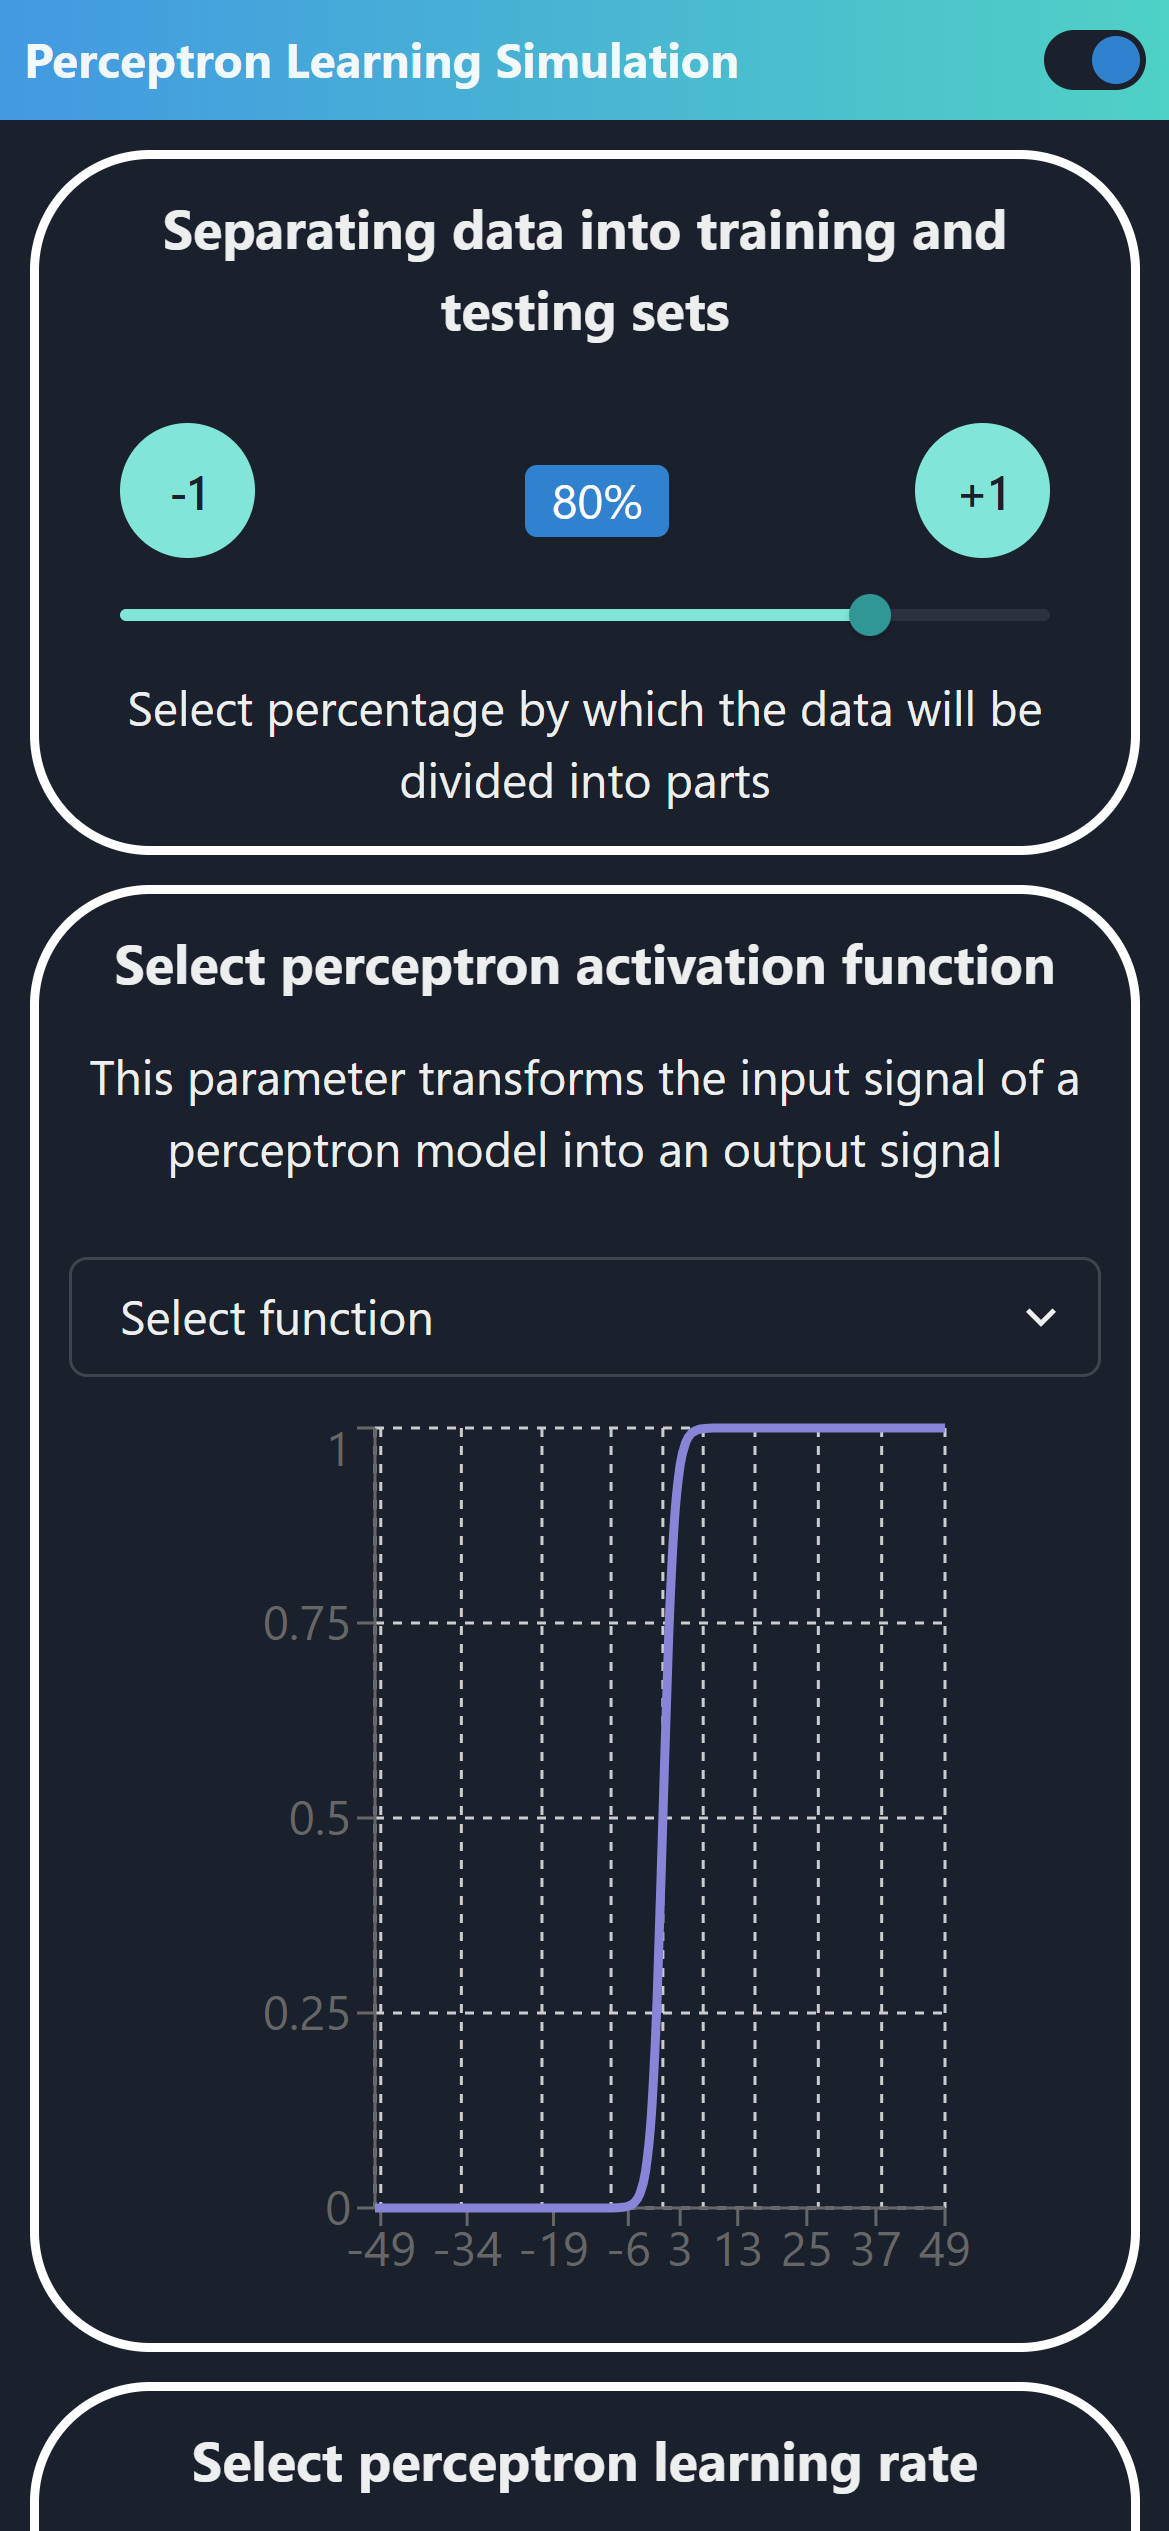 Perceptron Learning Simulation
Separating data into training and
testing sets
-1
80%
+1
Select percentage by which the data will be
divided into parts
Select perceptron activation function
This parameter transforms the input signal of a
perceptron model into an output signal
Select function
1
0.75
0.5
0.25
0
-49 -34 -19 -6 3 13 25 37 49
Select perceptron learning rate